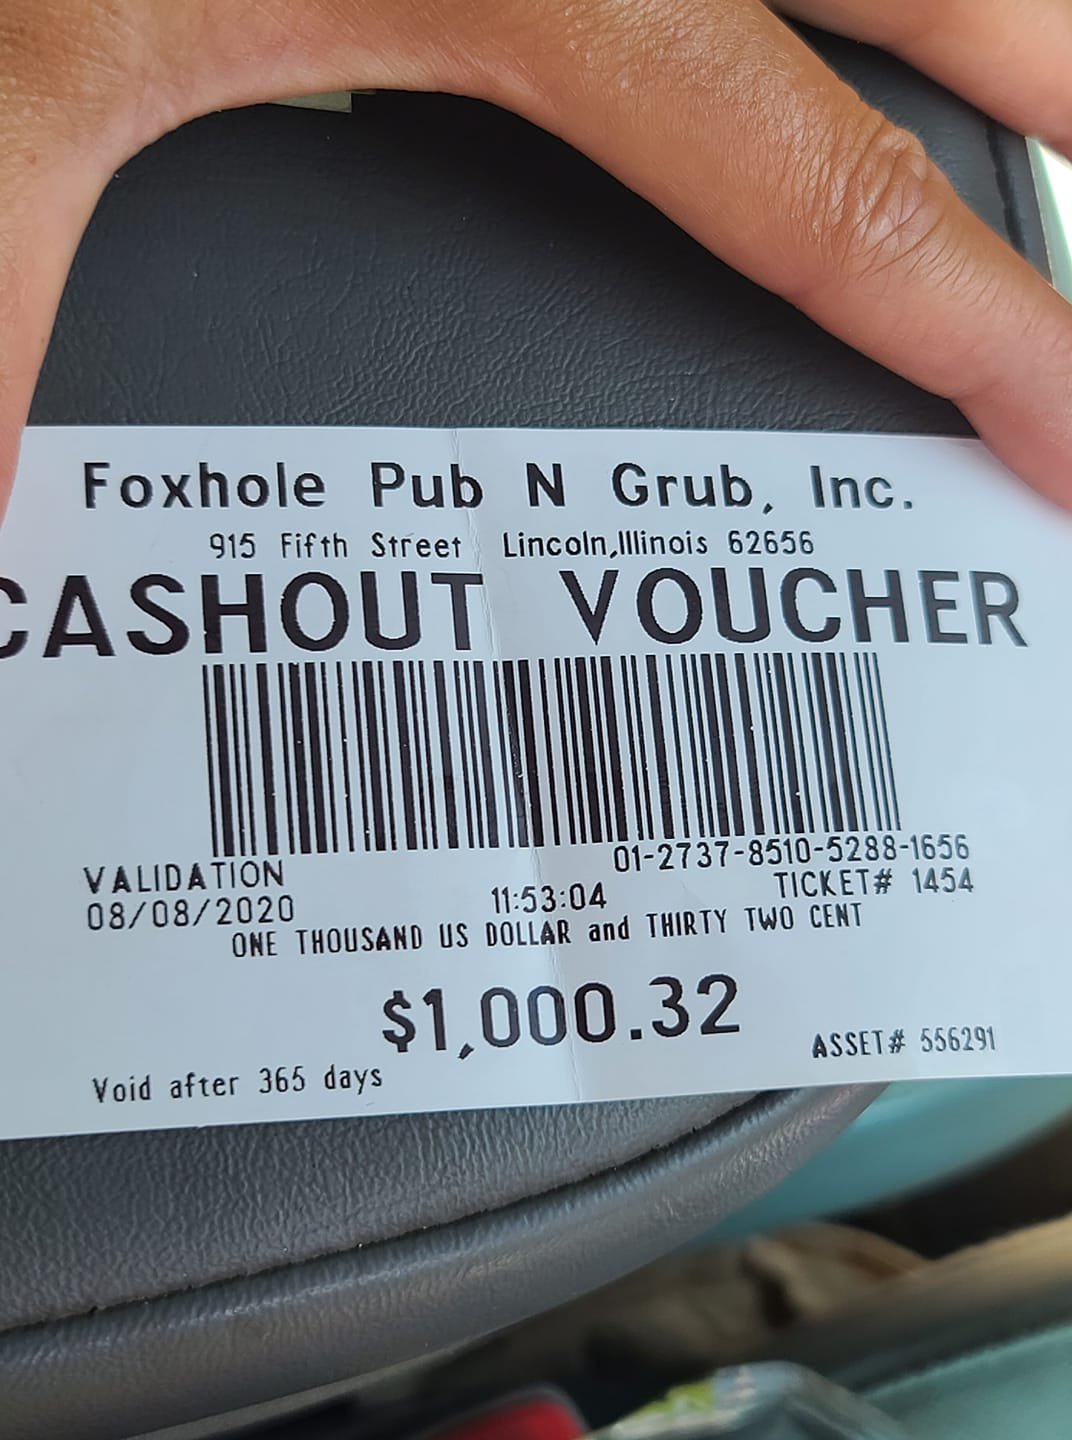 Foxhole Pub N Grub, Inc.
915 Fifth Street Lincoln,Illinois 62656
CASHOUT VOUCHER
01-2737-8510-5288-1656
VALIDATION
08/08/2020 11:53:04 TICKET# 1454
ONE THOUSAND US DOLLAR and THIRTY TWO CENT
$1,000.32
Void after 365 days
ASSET# 556291